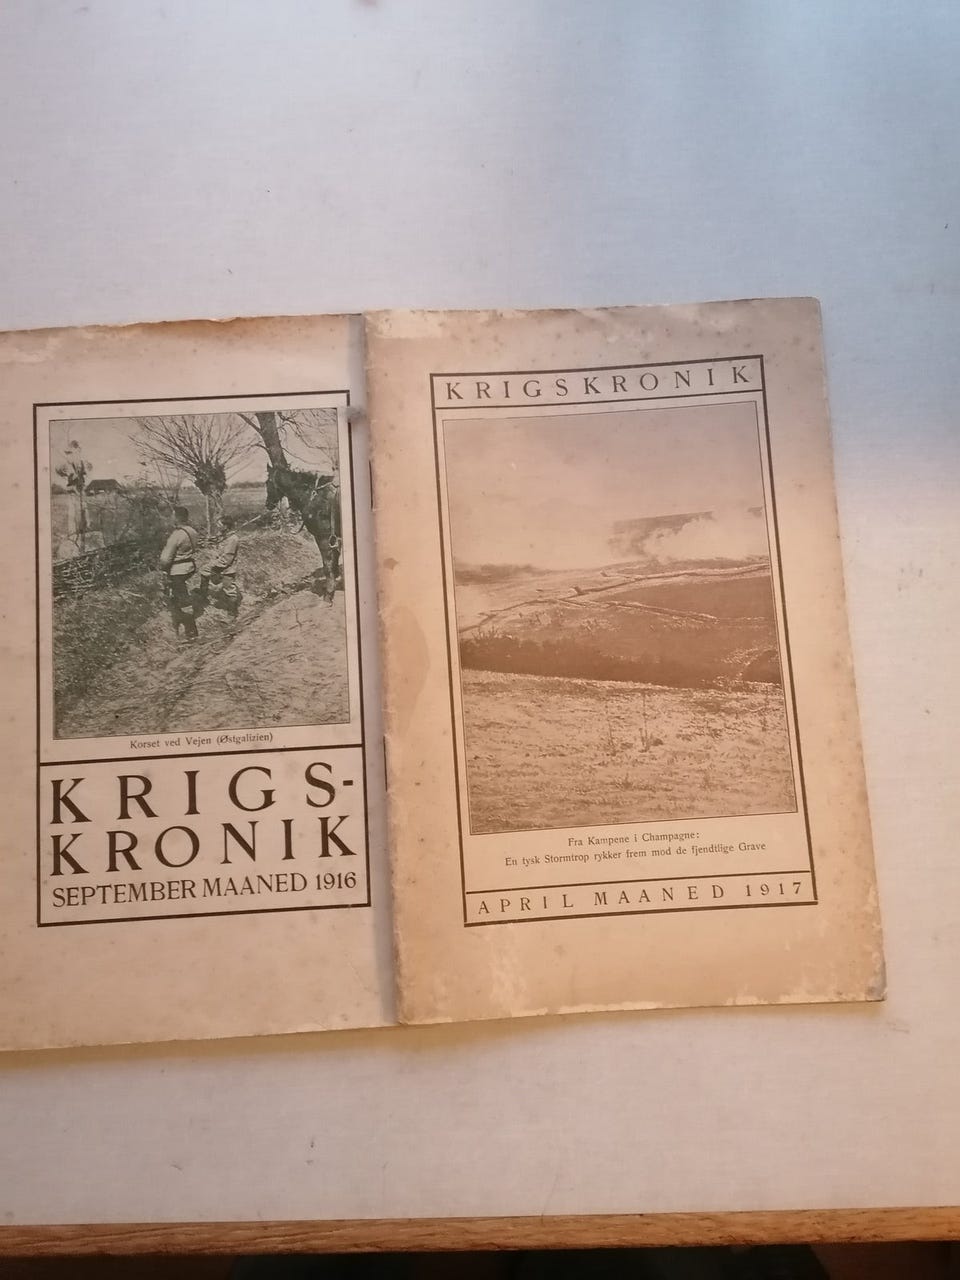 Korset ved Vejen (Østgalizien)
KRIGS-
KRONIK
SEPTEMBER MAANED 1916
KRIGSKRONIK
Fra Kampene i Champagne:
En tysk Stormtrop rykker frem mod de fjendtlige Grave
APRIL MAANED 1917